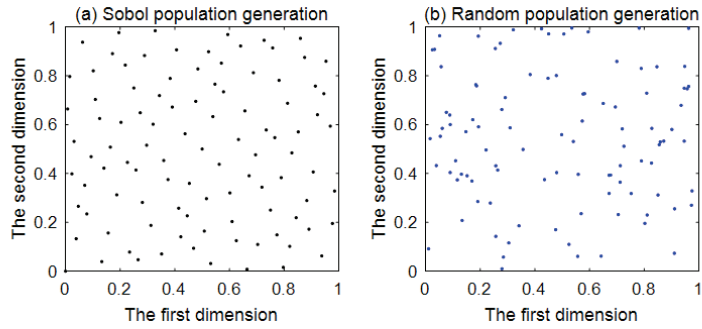 (a) Sobol population generation
1
0.8
0.6
0.4
0.2
0
0 0.2 0.4 0.6 0.8 1
The second dimension
The first dimension
(b) Random population generation
1
0.8
0.6
0.4
0.2
0
0 0.2 0.4 0.6 0.8 1
The second dimension
The first dimension